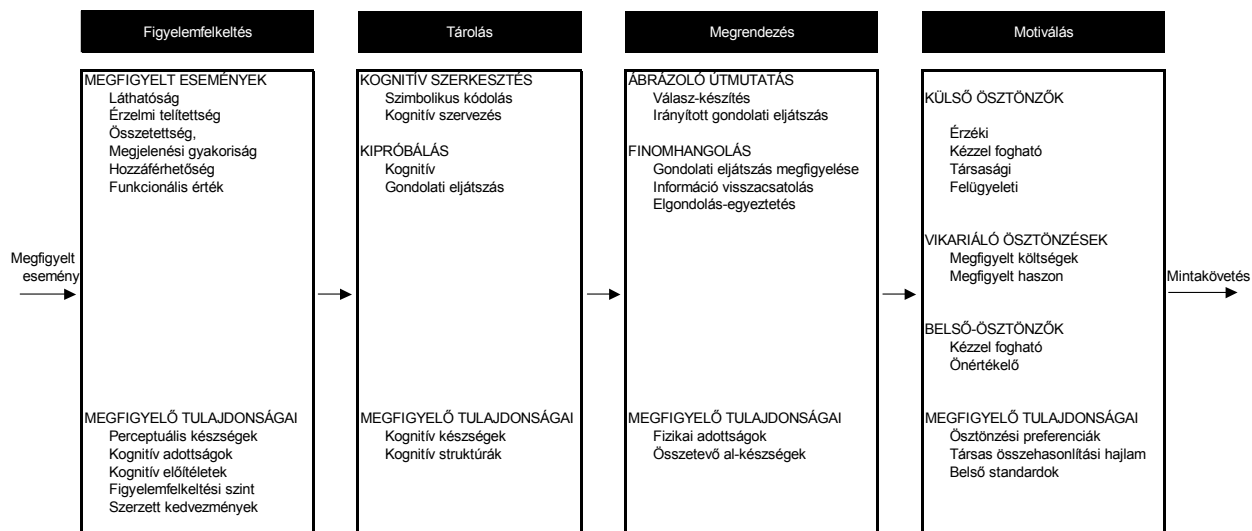 Figyelemfelkeltés
Tárolás
Megrendezés
Motiválás
Megfigyelt
esemény
MEGFIGYELT ESEMÉNYEK
Láthatóság
Érzelmi telítettség
Összetettség,
Megjelenési gyakoriság
Hozzáférhetőség
Funkcionális érték
MEGFIGYELŐ TULAJDONSÁGAI
Perceptuális készségek
Kognitív adottságok
Kognitív előítéletek
Figyelemfelkeltési szint
Szerzett kedvezmények
KOGNITÍV SZERKESZTÉS
Szimbolikus kódolás
Kognitív szervezés
KIPRÓBÁLÁS
Kognitív
Gondolati eljátszás
MEGFIGYELŐ TULAJDONSÁGAI
Kognitív készségek
Kognitív struktúrák
ÁBRÁZOLÓ ÚTMUTATÁS
Válasz-készítés
Irányított gondolati eljátszás
FINOMHANGOLÁS
Gondolati eljátszás megfigyelése
Információ visszacsatolás
Elgondolás-egyeztetés
MEGFIGYELŐ TULAJDONSÁGAI
Fizikai adottságok
Összetevő al-készségek
KÜLSŐ ÖSZTÖNZŐK
Érzéki
Kézzel fogható
Társasági
Felügyeleti
VIKARIÁLÓ ÖSZTÖNZÉSEK
Megfigyelt költségek
Megfigyelt haszon
BELSŐ-ÖSZTÖNZŐK
Kézzel fogható
Önértékelő
MEGFIGYELŐ TULAJDONSÁGAI
Ösztönzési preferenciák
Társas összehasonlítási hajlam
Belső standardok
Mintakövetés